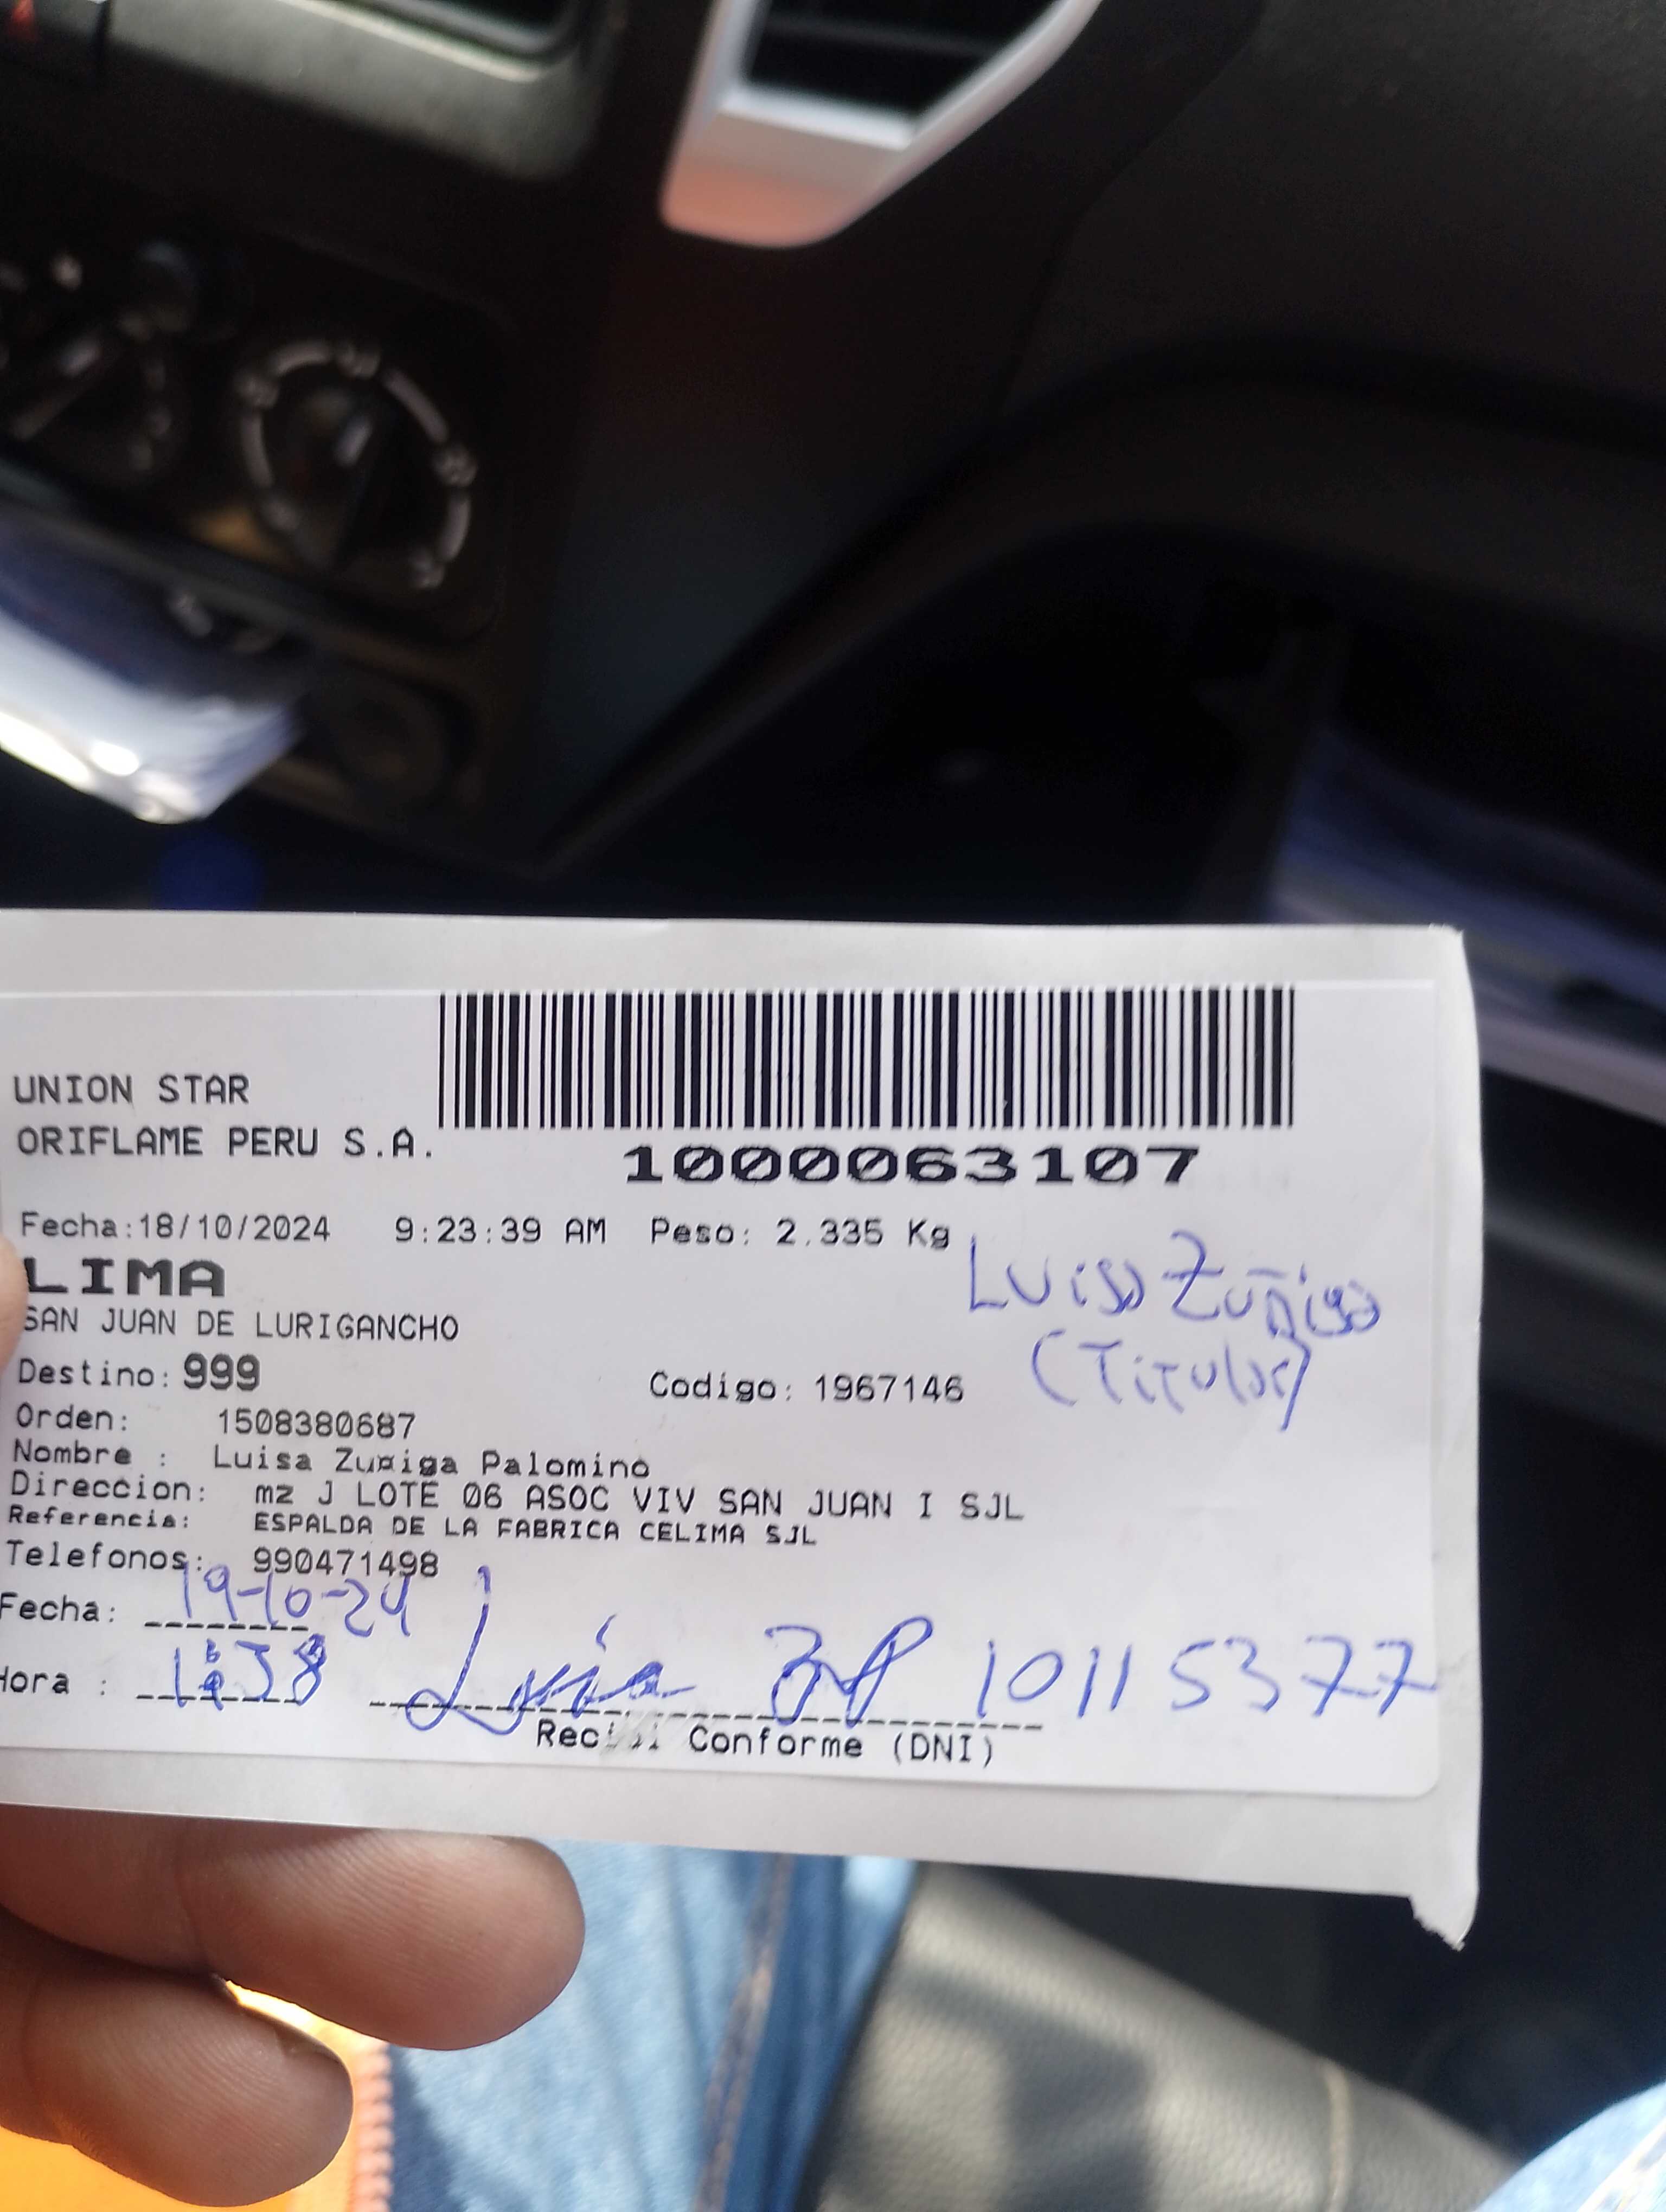 UNION STAR
ORIFLAME PERU S.A.
1000063107
Fecha:18/10/2024 9:23:39 AM Peso: 2.335 Kg
LIMA
Luisa Zuñiga
SAN JUAN DE LURIGANCHO
(Titular)
Destino: 999 Codigo: 1967146
Orden: 1508380687
Nombre : Luisa Zu¤iga Palomino
Direccion: mz J LOTE 06 ASOC VIV SAN JUAN I SJL
Referencia: ESPALDA DE LA FABRICA CELIMA SJL
Telefonos: 990471498
Fecha: 19-10-24
Hora : 10115377
Conforme (DNI)